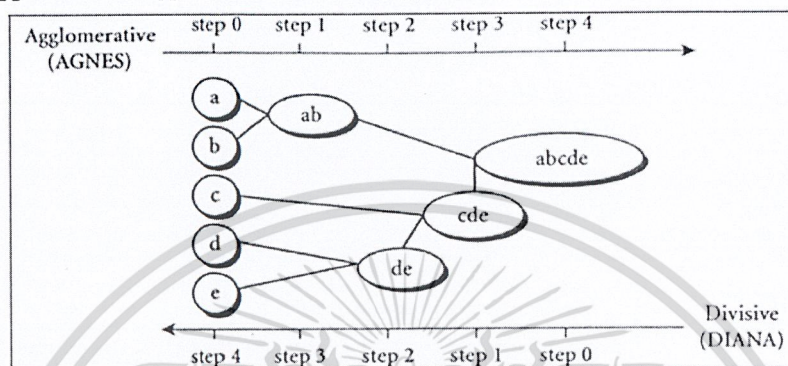 step 0 step 1 step 2 step 3 step 4
Agglomerative
(AGNES)
a
ab
b
abcde
c
cde
d
de
e
Divisive
(DIANA)
step 4 step 3 step 2 step 1 step 0